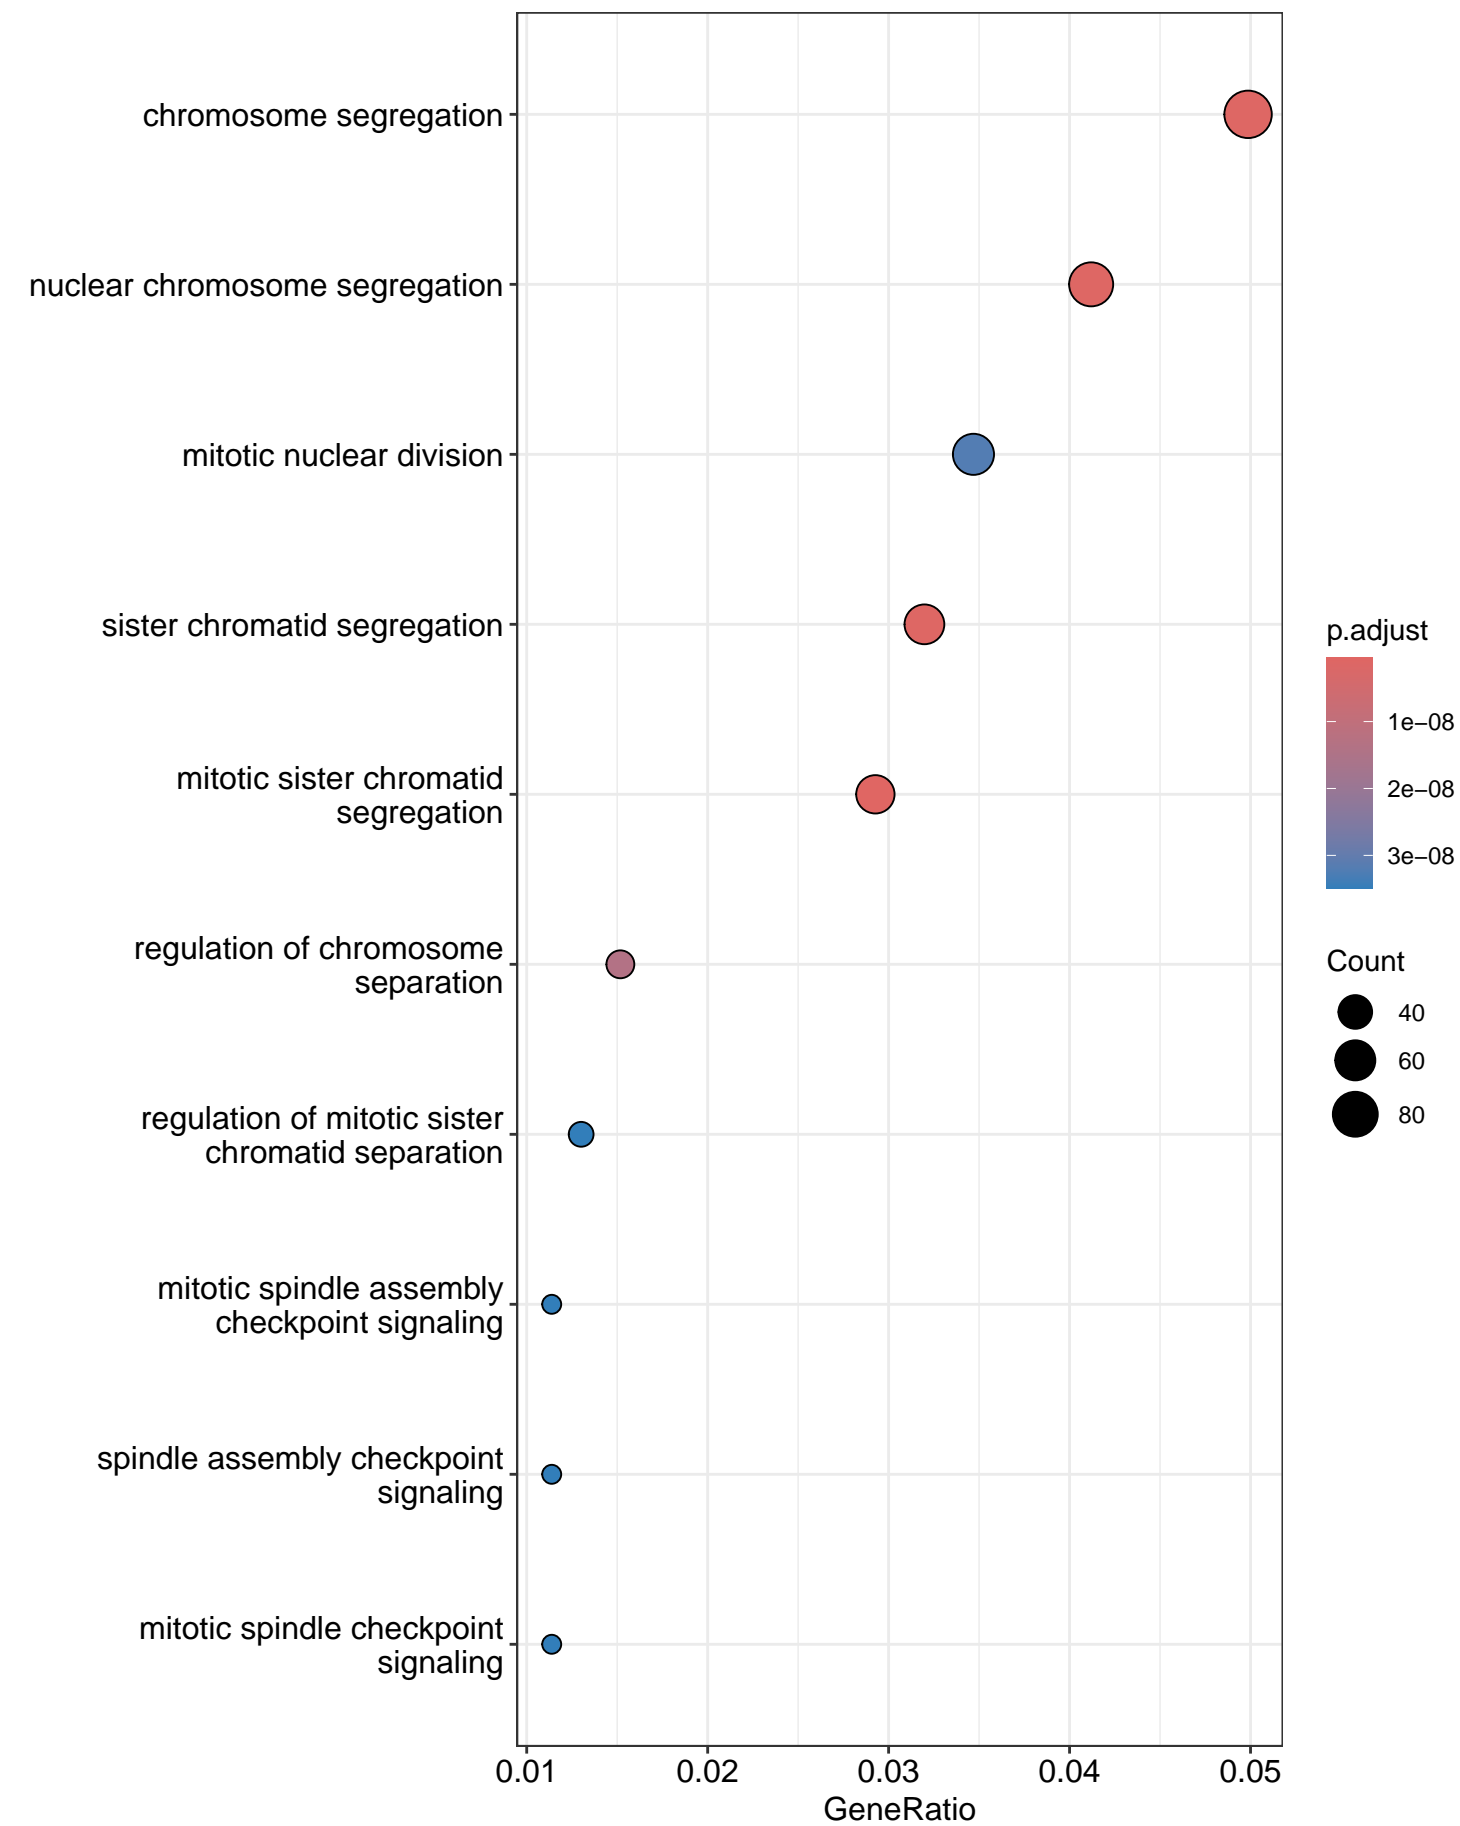 chromosome segregation
nuclear chromosome segregation
mitotic nuclear division
sister chromatid segregation
mitotic sister chromatid
segregation
regulation of chromosome
separation
regulation of mitotic sister
chromatid separation
mitotic spindle assembly
checkpoint signaling
spindle assembly checkpoint
signaling
mitotic spindle checkpoint
signaling
0.01 0.02 0.03 0.04 0.05
GeneRatio
p.adjust
1e−08
2e−08
3e−08
Count
40
60
80